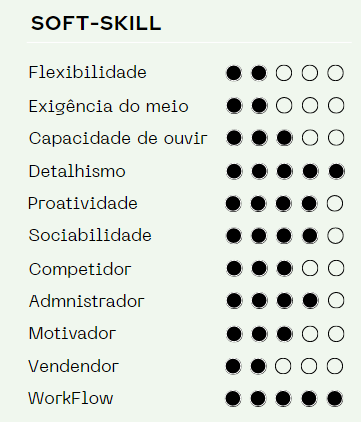 SOFT-SKILL
Flexibilidade
Exigência do meio
Capacidade de ouvir
Detalhismo
Proatividade
Sociabilidade
Competidor
Admnistrador
Motivador
Vendendor
WorkFlow